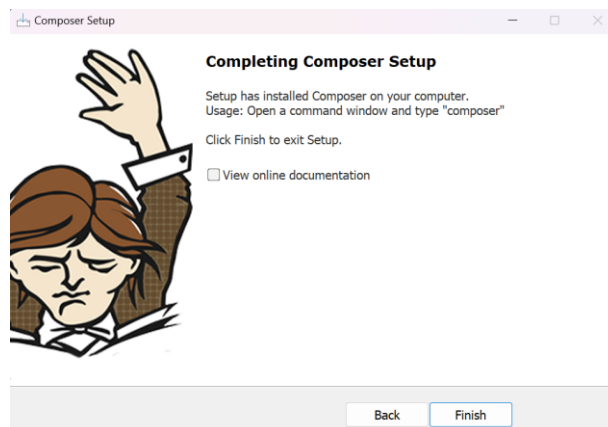 Composer Setup
Completing Composer Setup
Setup has installed Composer on your computer.
Usage: Open a command window and type "composer"
Click Finish to exit Setup.
View online documentation
Back
Finish